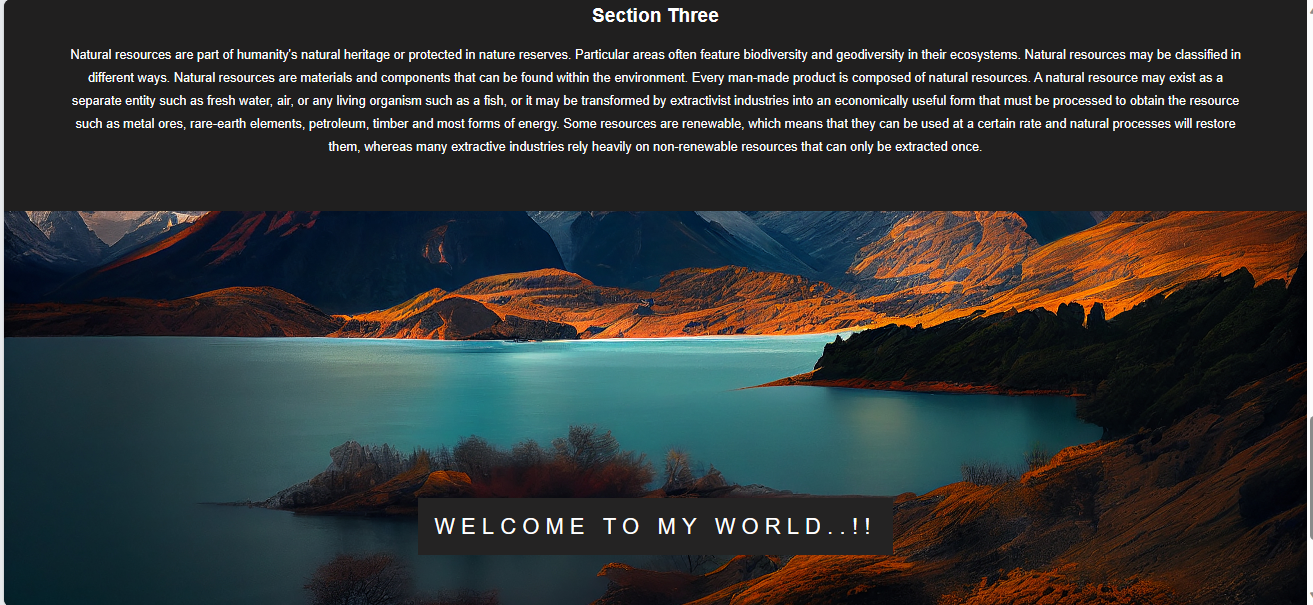 Section Three
Natural resources are part of humanity's natural heritage or protected in nature reserves. Particular areas often feature biodiversity and geodiversity in their ecosystems. Natural resources may be classified in
different ways. Natural resources are materials and components that can be found within the environment. Every man-made product is composed of natural resources. A natural resource may exist as a
separate entity such as fresh water, air, or any living organism such as a fish, or it may be transformed by extractivist industries into an economically useful form that must be processed to obtain the resource
such as metal ores, rare-earth elements, petroleum, timber and most forms of energy. Some resources are renewable, which means that they can be used at a certain rate and natural processes will restore
them, whereas many extractive industries rely heavily on non-renewable resources that can only be extracted once.
WELCOME TO MY WORLD..!!